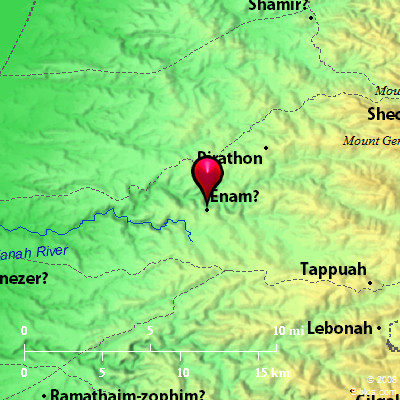 Shamir?
Mou
Shec
Mount Ger
Pirathon
Enam?
anah River
nezer?
Tappuah
0 5 10 mi
Lebonah
0 5 10 15 km
Ramathaim-zophim?